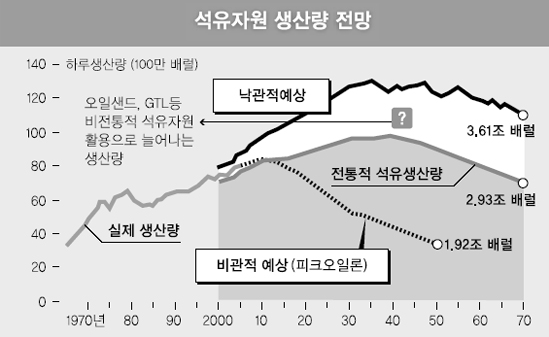 석유자원 생산량 전망
140
하루생산량 (100만 배럴)
120
100
80
60
40
20
0
오일샌드, GTL등
비전통적 석유자원
활용으로 늘어나는
생산량
낙관적예상
?
3.61조 배럴
전통적 석유생산량
2.93조 배럴
실제 생산량
비관적 예상(피크오일론)
1.92조 배럴
1970년 80 90 2000 10 20 30 40 50 60 70